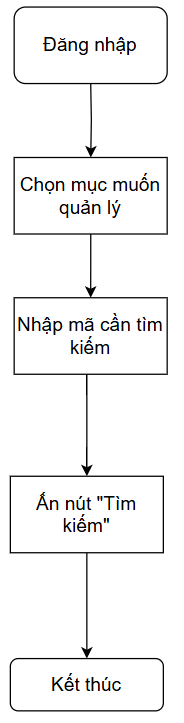 Đăng nhập
Chọn mục muốn
quản lý
Nhập mã cần tìm
kiếm
Ấn nút "Tìm
kiếm"
Kết thúc